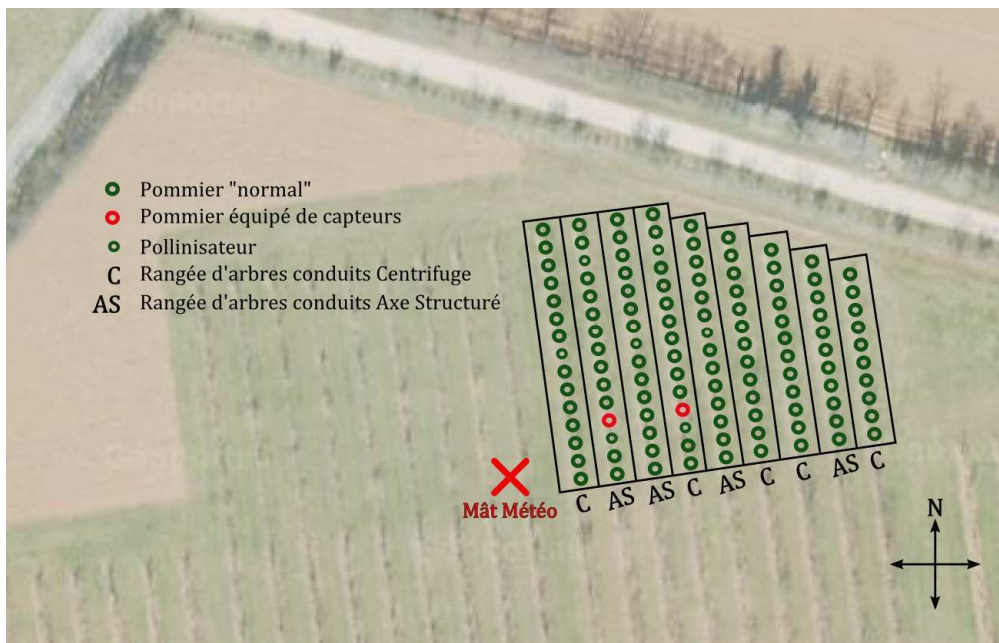 Pommier "normal"
Pommier équipé de capteurs
Pollinisateur
C Rangée d'arbres conduits Centrifuge
AS Rangée d'arbres conduits Axe Structuré
Mât Météo
C AS AS C AS C C AS C
N